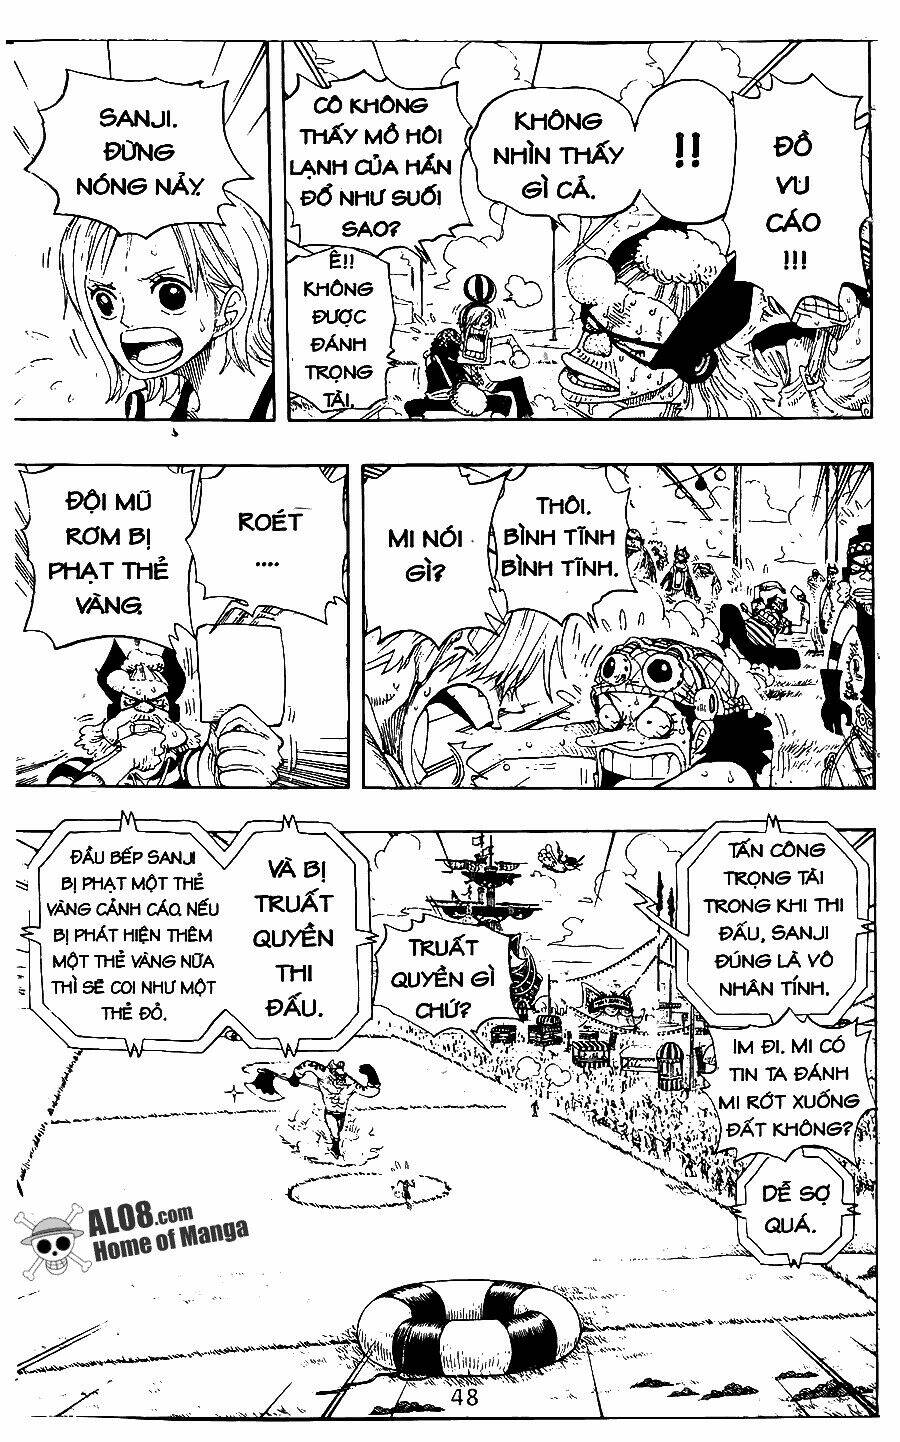 ĐỒ
VU
CÁO
!!!
!!
KHÔNG
NHÌN THẤY
GÌ CẢ.
CÔ KHÔNG
THẤY MỒ HÔI
LẠNH CỦA HẮN
ĐỔ NHƯ SUỐI
SAO?
Ê!!
KHÔNG
ĐƯỢC
ĐÁNH
TRỌNG
TÀI.
SANJI.
ĐỪNG
NÓNG NẢY.
THÔI.
BÌNH TĨNH
BÌNH TĨNH.
MI NÓI
GÌ?
ROÉT
....
ĐỘI MŨ
RƠM BỊ
PHẠT THẺ
VÀNG.
TẤN CÔNG
TRỌNG TÀI
TRONG KHI THI
ĐẤU, SANJI
ĐÚNG LÀ VÔ
NHÂN TÍNH.
IM ĐI. MI CÓ
TIN TA ĐÁNH
MI RỚT XUỐNG
ĐẤT KHÔNG?
DỄ SỢ
QUÁ.
TRUẤT
QUYỀN GÌ
CHỨ?
VÀ BỊ
TRUẤT
QUYỀN
THI
ĐẤU.
ĐẦU BẾP SANJI
BỊ PHẠT MỘT THẺ
VÀNG CẢNH CÁO. NẾU
BỊ PHÁT HIỆN THÊM
MỘT THẺ VÀNG NỮA
THÌ SẼ COI NHƯ MỘT
THẺ ĐỎ.
AL08.com
Home of Manga
48